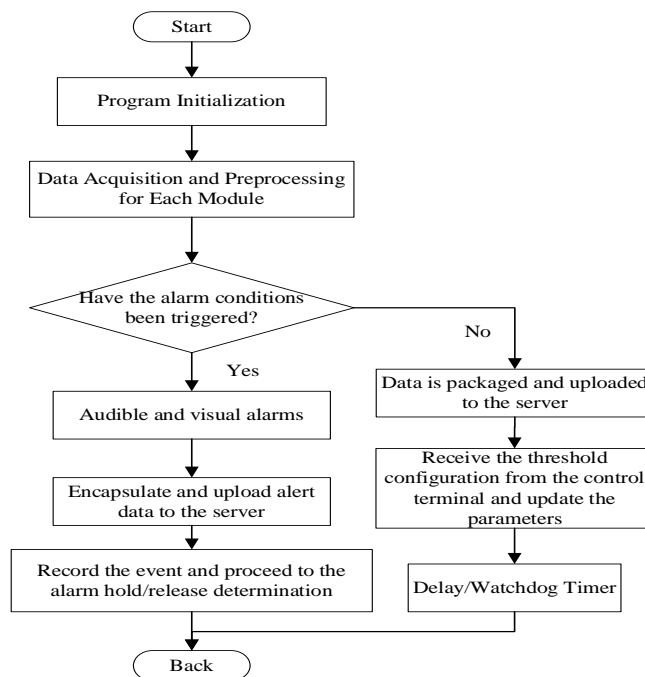 Start
Program Initialization
Data Acquisition and Preprocessing
for Each Module
Have the alarm conditions
been triggered?
No
Yes
Data is packaged and uploaded
to the server
Audible and visual alarms
Receive the threshold
configuration from the control
terminal and update the
parameters
Encapsulate and upload alert
data to the server
Record the event and proceed to the
alarm hold/release determination
Delay/Watchdog Timer
Back